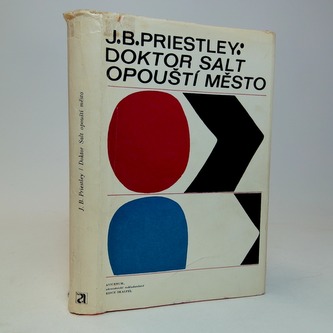 J.B.PRIESTLEY:
DOKTOR SALT
OPOUŠTÍ MĚSTO
J. B. Priestley / Doktor Salt opouští město